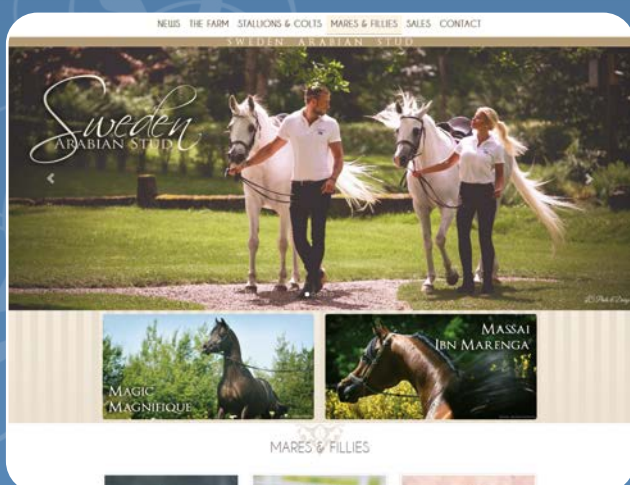 NEWS THE FARM STALLIONS & COLTS MARES & FILLIES SALES CONTACT
SWEDEN ARABIAN STUD
Sweden
ARABIAN STUD
MAGIC
MAGNIFIQUE
MASSAI
IBN MARENGA
MARES & FILLIES